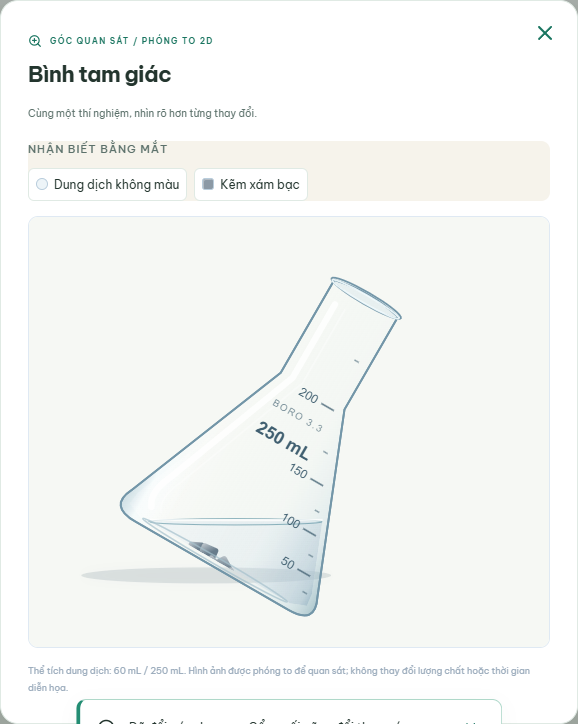 GÓC QUAN SÁT / PHÓNG TO 2D
Bình tam giác
Cùng một thí nghiệm, nhìn rõ hơn từng thay đổi.
NHẬN BIẾT BẰNG MẮT
Dung dịch không màu
Kẽm xám bạc
200
BORO 3.3
250 mL
150
100
50
Thể tích dung dịch: 60 mL / 250 mL. Hình ảnh được phóng to để quan sát; không thay đổi lượng chất hoặc thời gian
diễn họa.